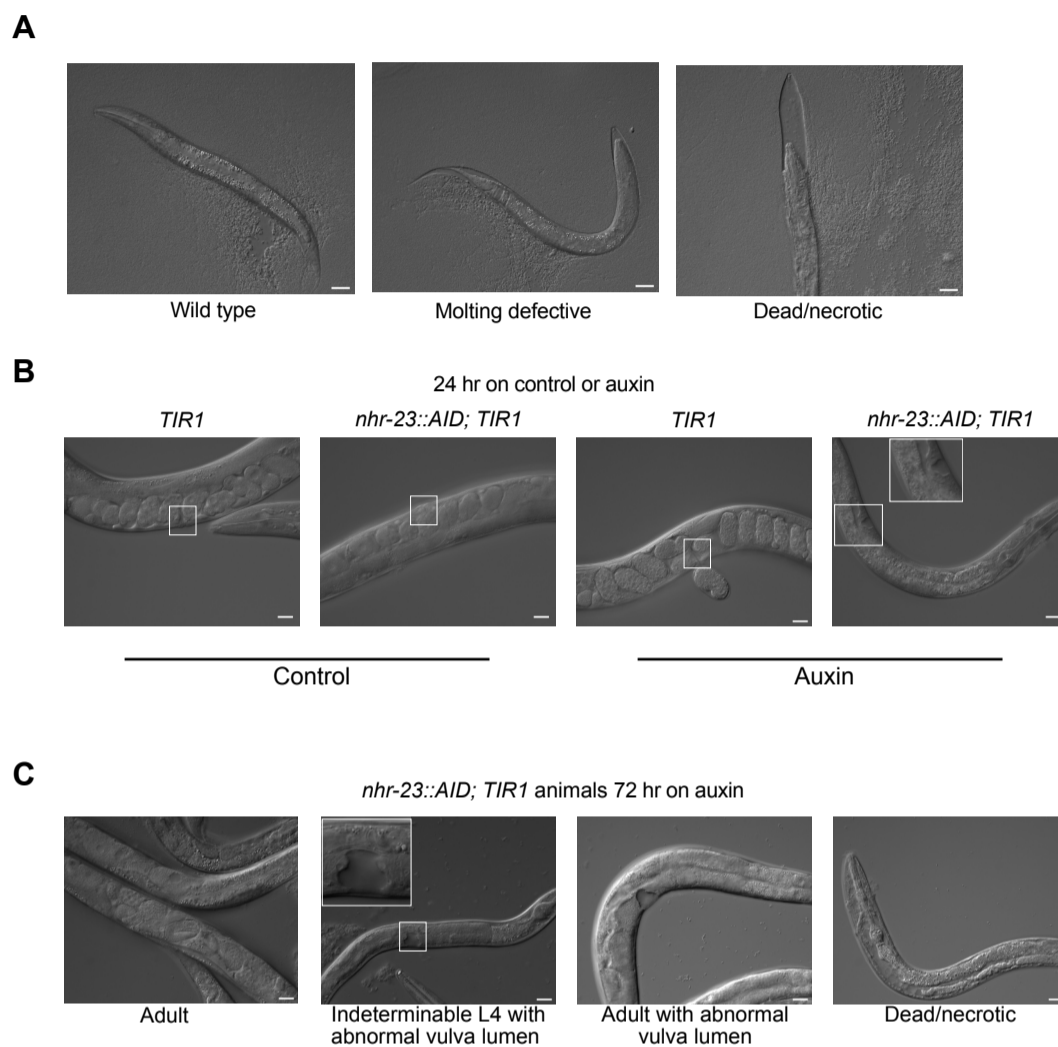 A
Wild type
Molting defective
Dead/necrotic
B
24 hr on control or auxin
TIR1
nhr-23::AID; TIR1
TIR1
nhr-23::AID; TIR1
Control
Auxin
C
nhr-23::AID; TIR1 animals 72 hr on auxin
Adult
Indeterminable L4 with
abnormal vulva lumen
Adult with abnormal
vulva lumen
Dead/necrotic